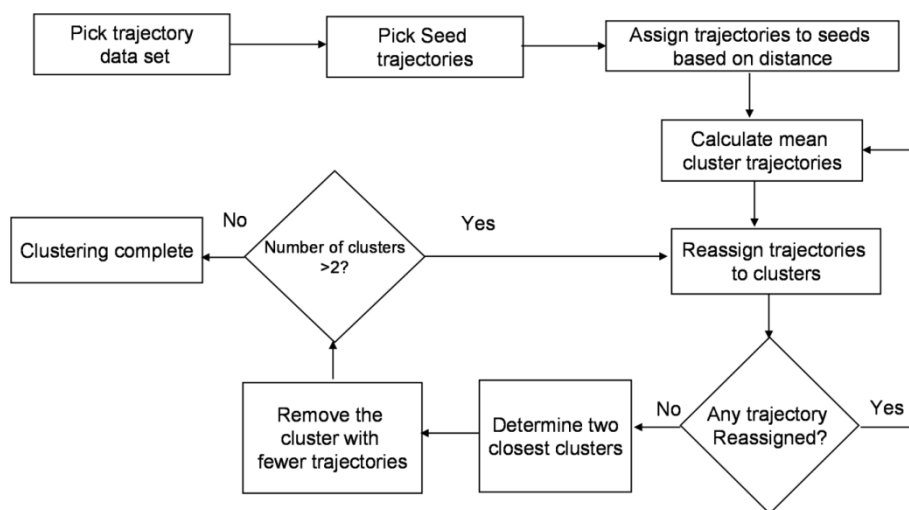 Pick trajectory
data set
Pick Seed
trajectories
Assign trajectories to seeds
based on distance
Calculate mean
cluster trajectories
Reassign trajectories
to clusters
Any trajectory
Reassigned?
Yes
No
Determine two
closest clusters
Remove the
cluster with
fewer trajectories
Number of clusters
>2?
Yes
No
Clustering complete